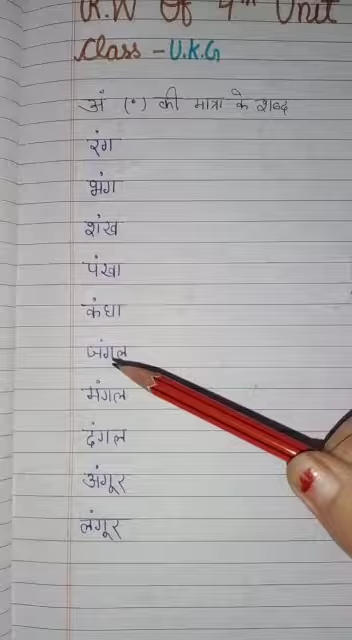 R.W of 4th Unit
Class - U.K.G
अं (ं) की मात्रा के शब्द
रंग
भंग
शंख
पंखा
कंघा
जंगल
मंगल
दंगल
अंगूर
लंगूर